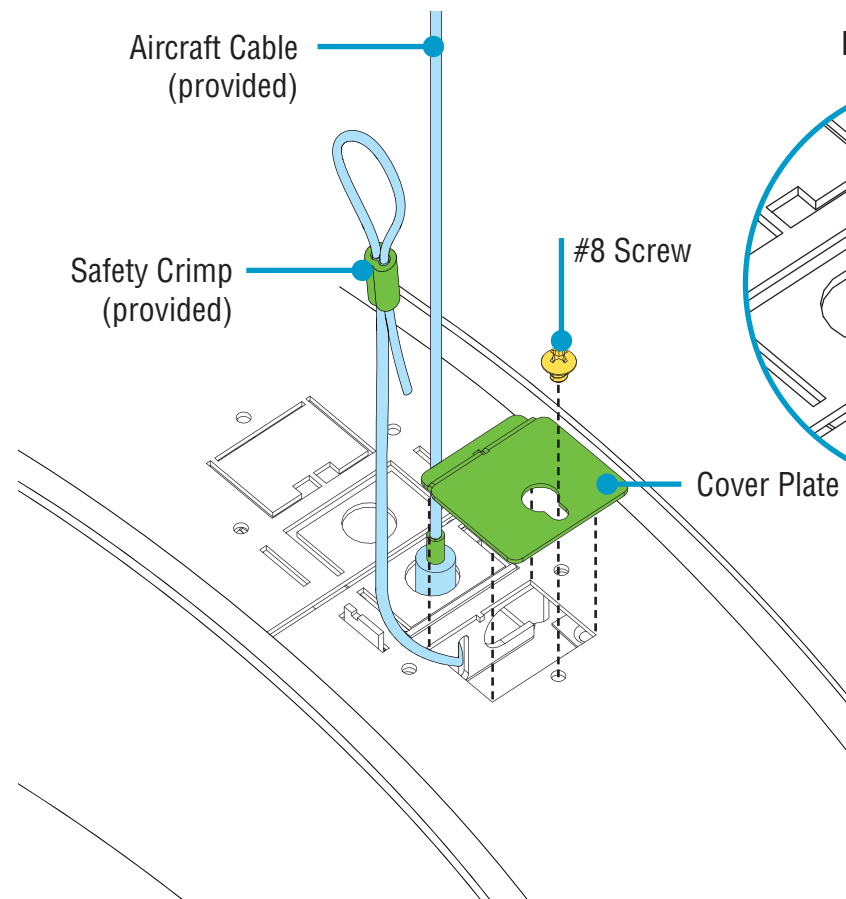 Aircraft Cable
(provided)
Safety Crimp
(provided)
#8 Screw
Cover Plate